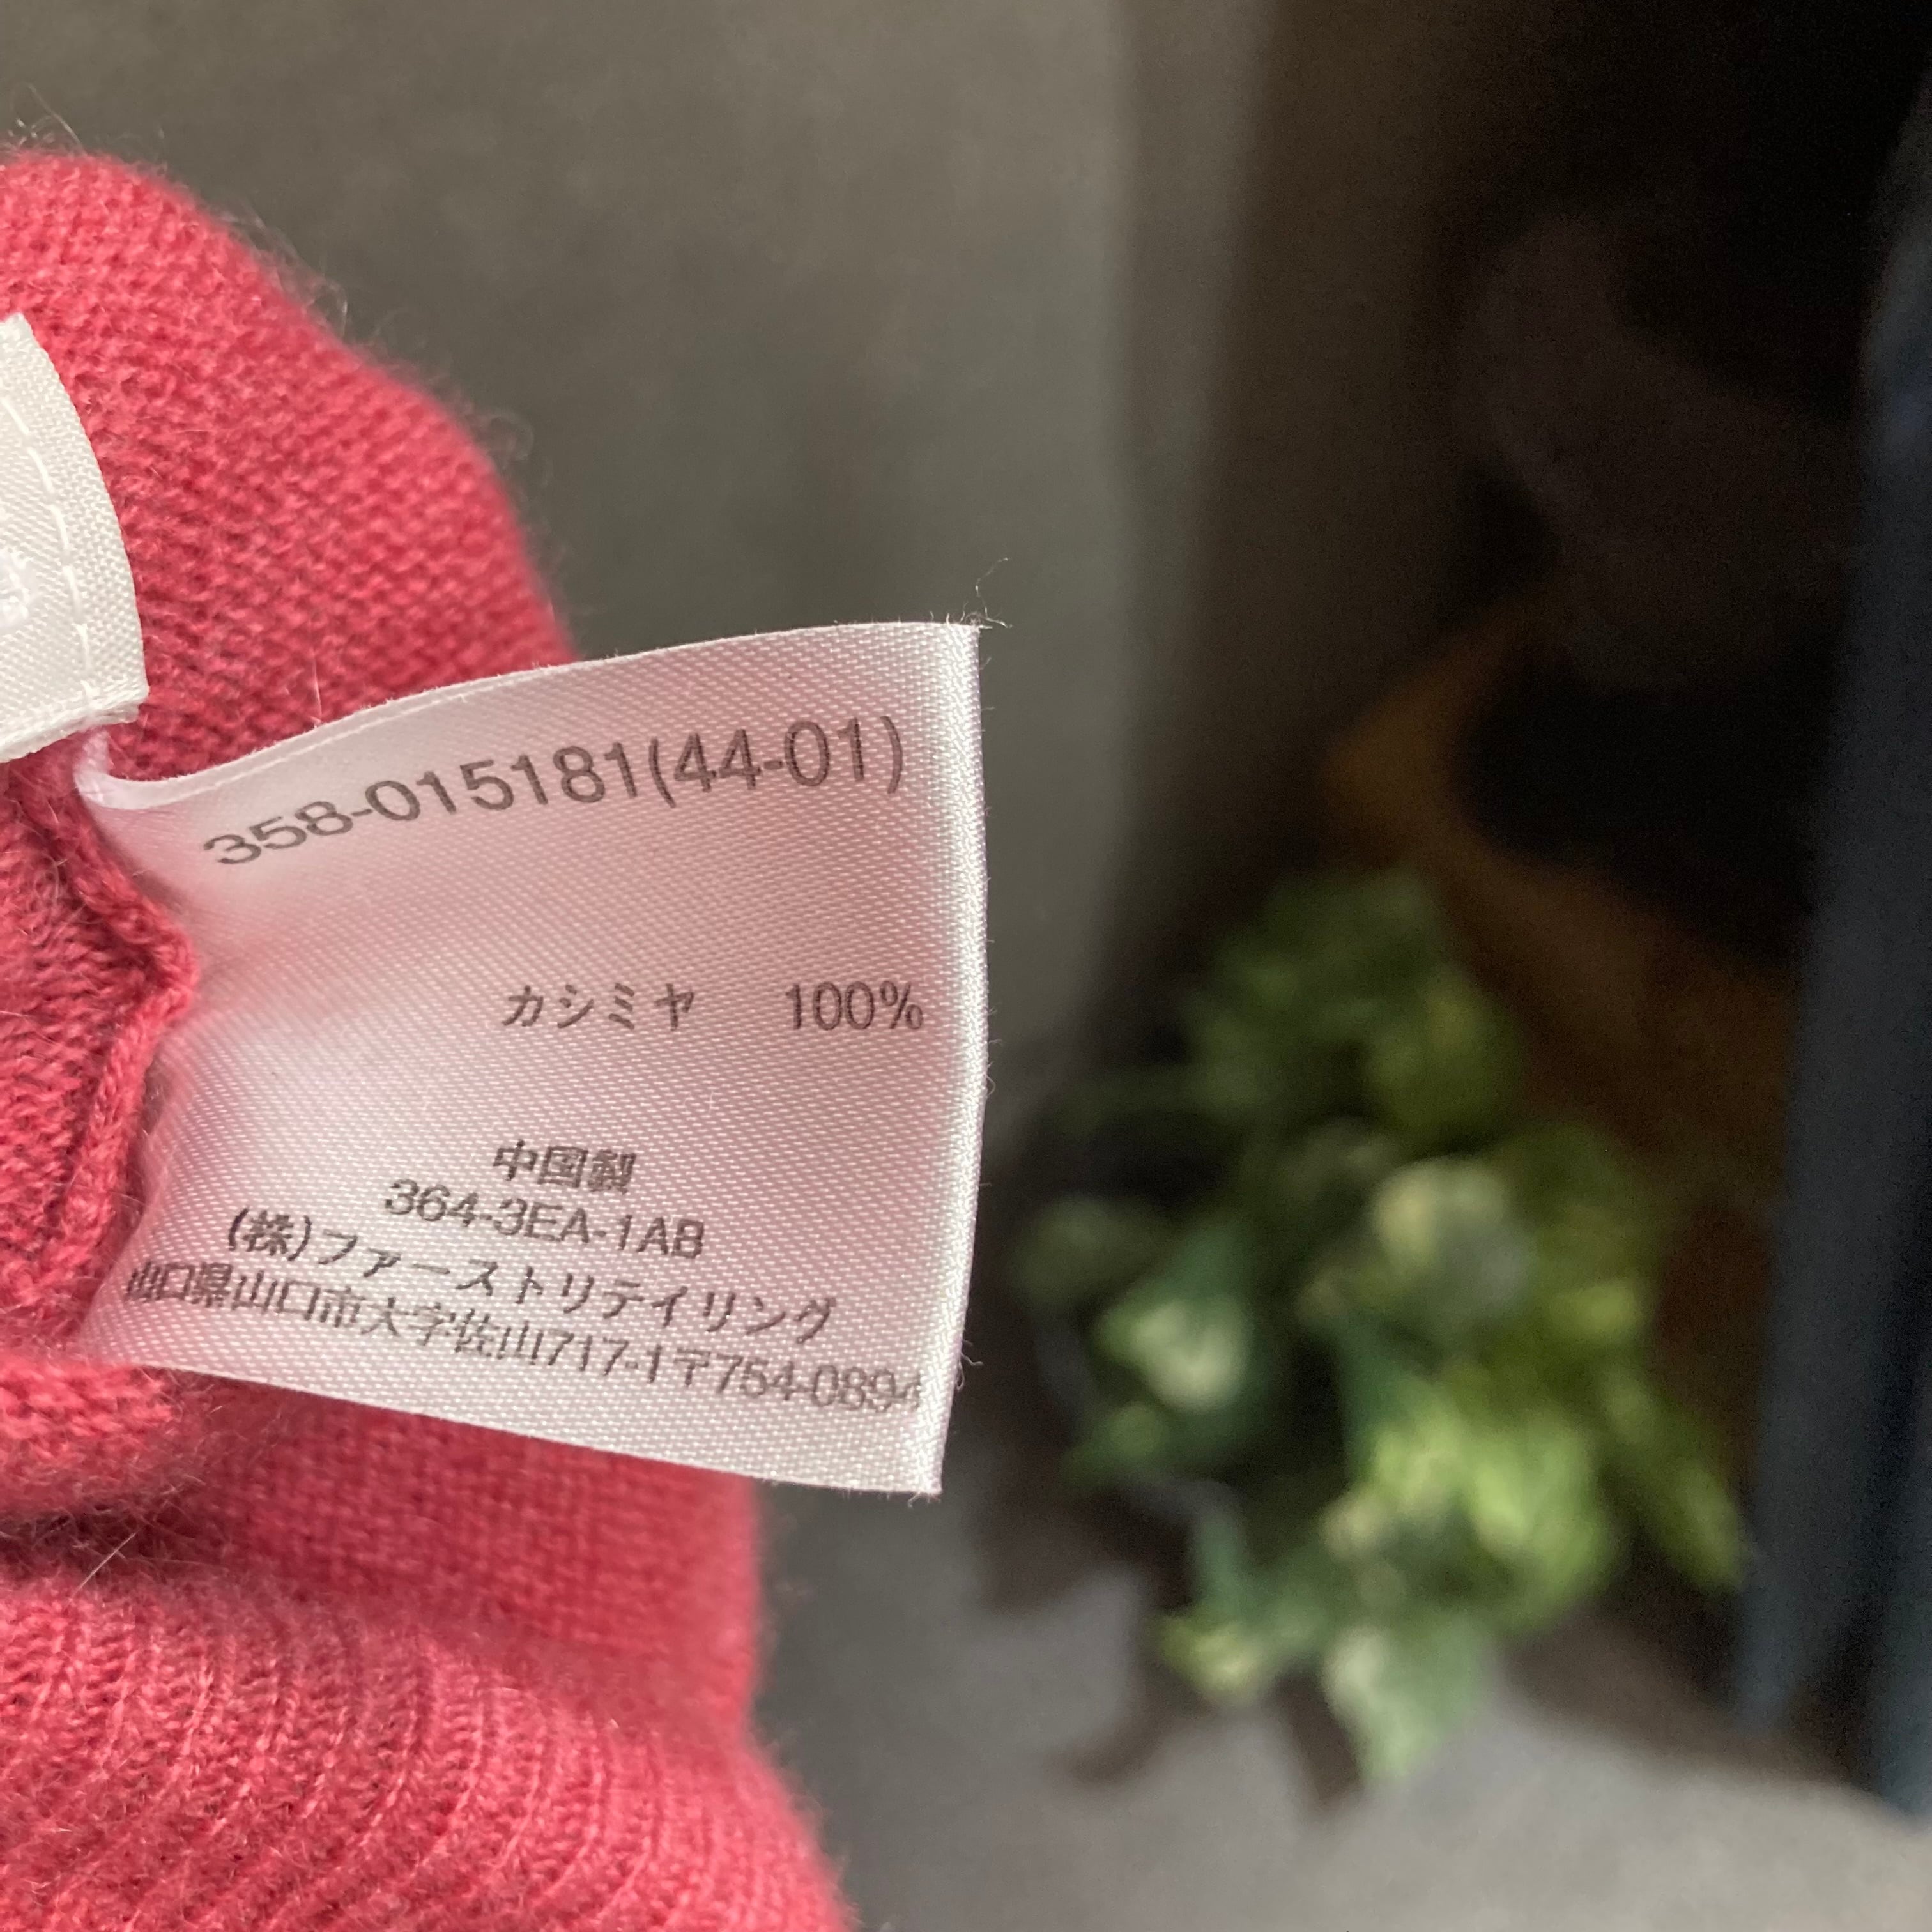 358-015181(44-01)
カシミヤ 100%
中国製
364-3EA-1AB
(株)ファーストリテイリング
山口県山口市大字佐山717-1〒754-0894